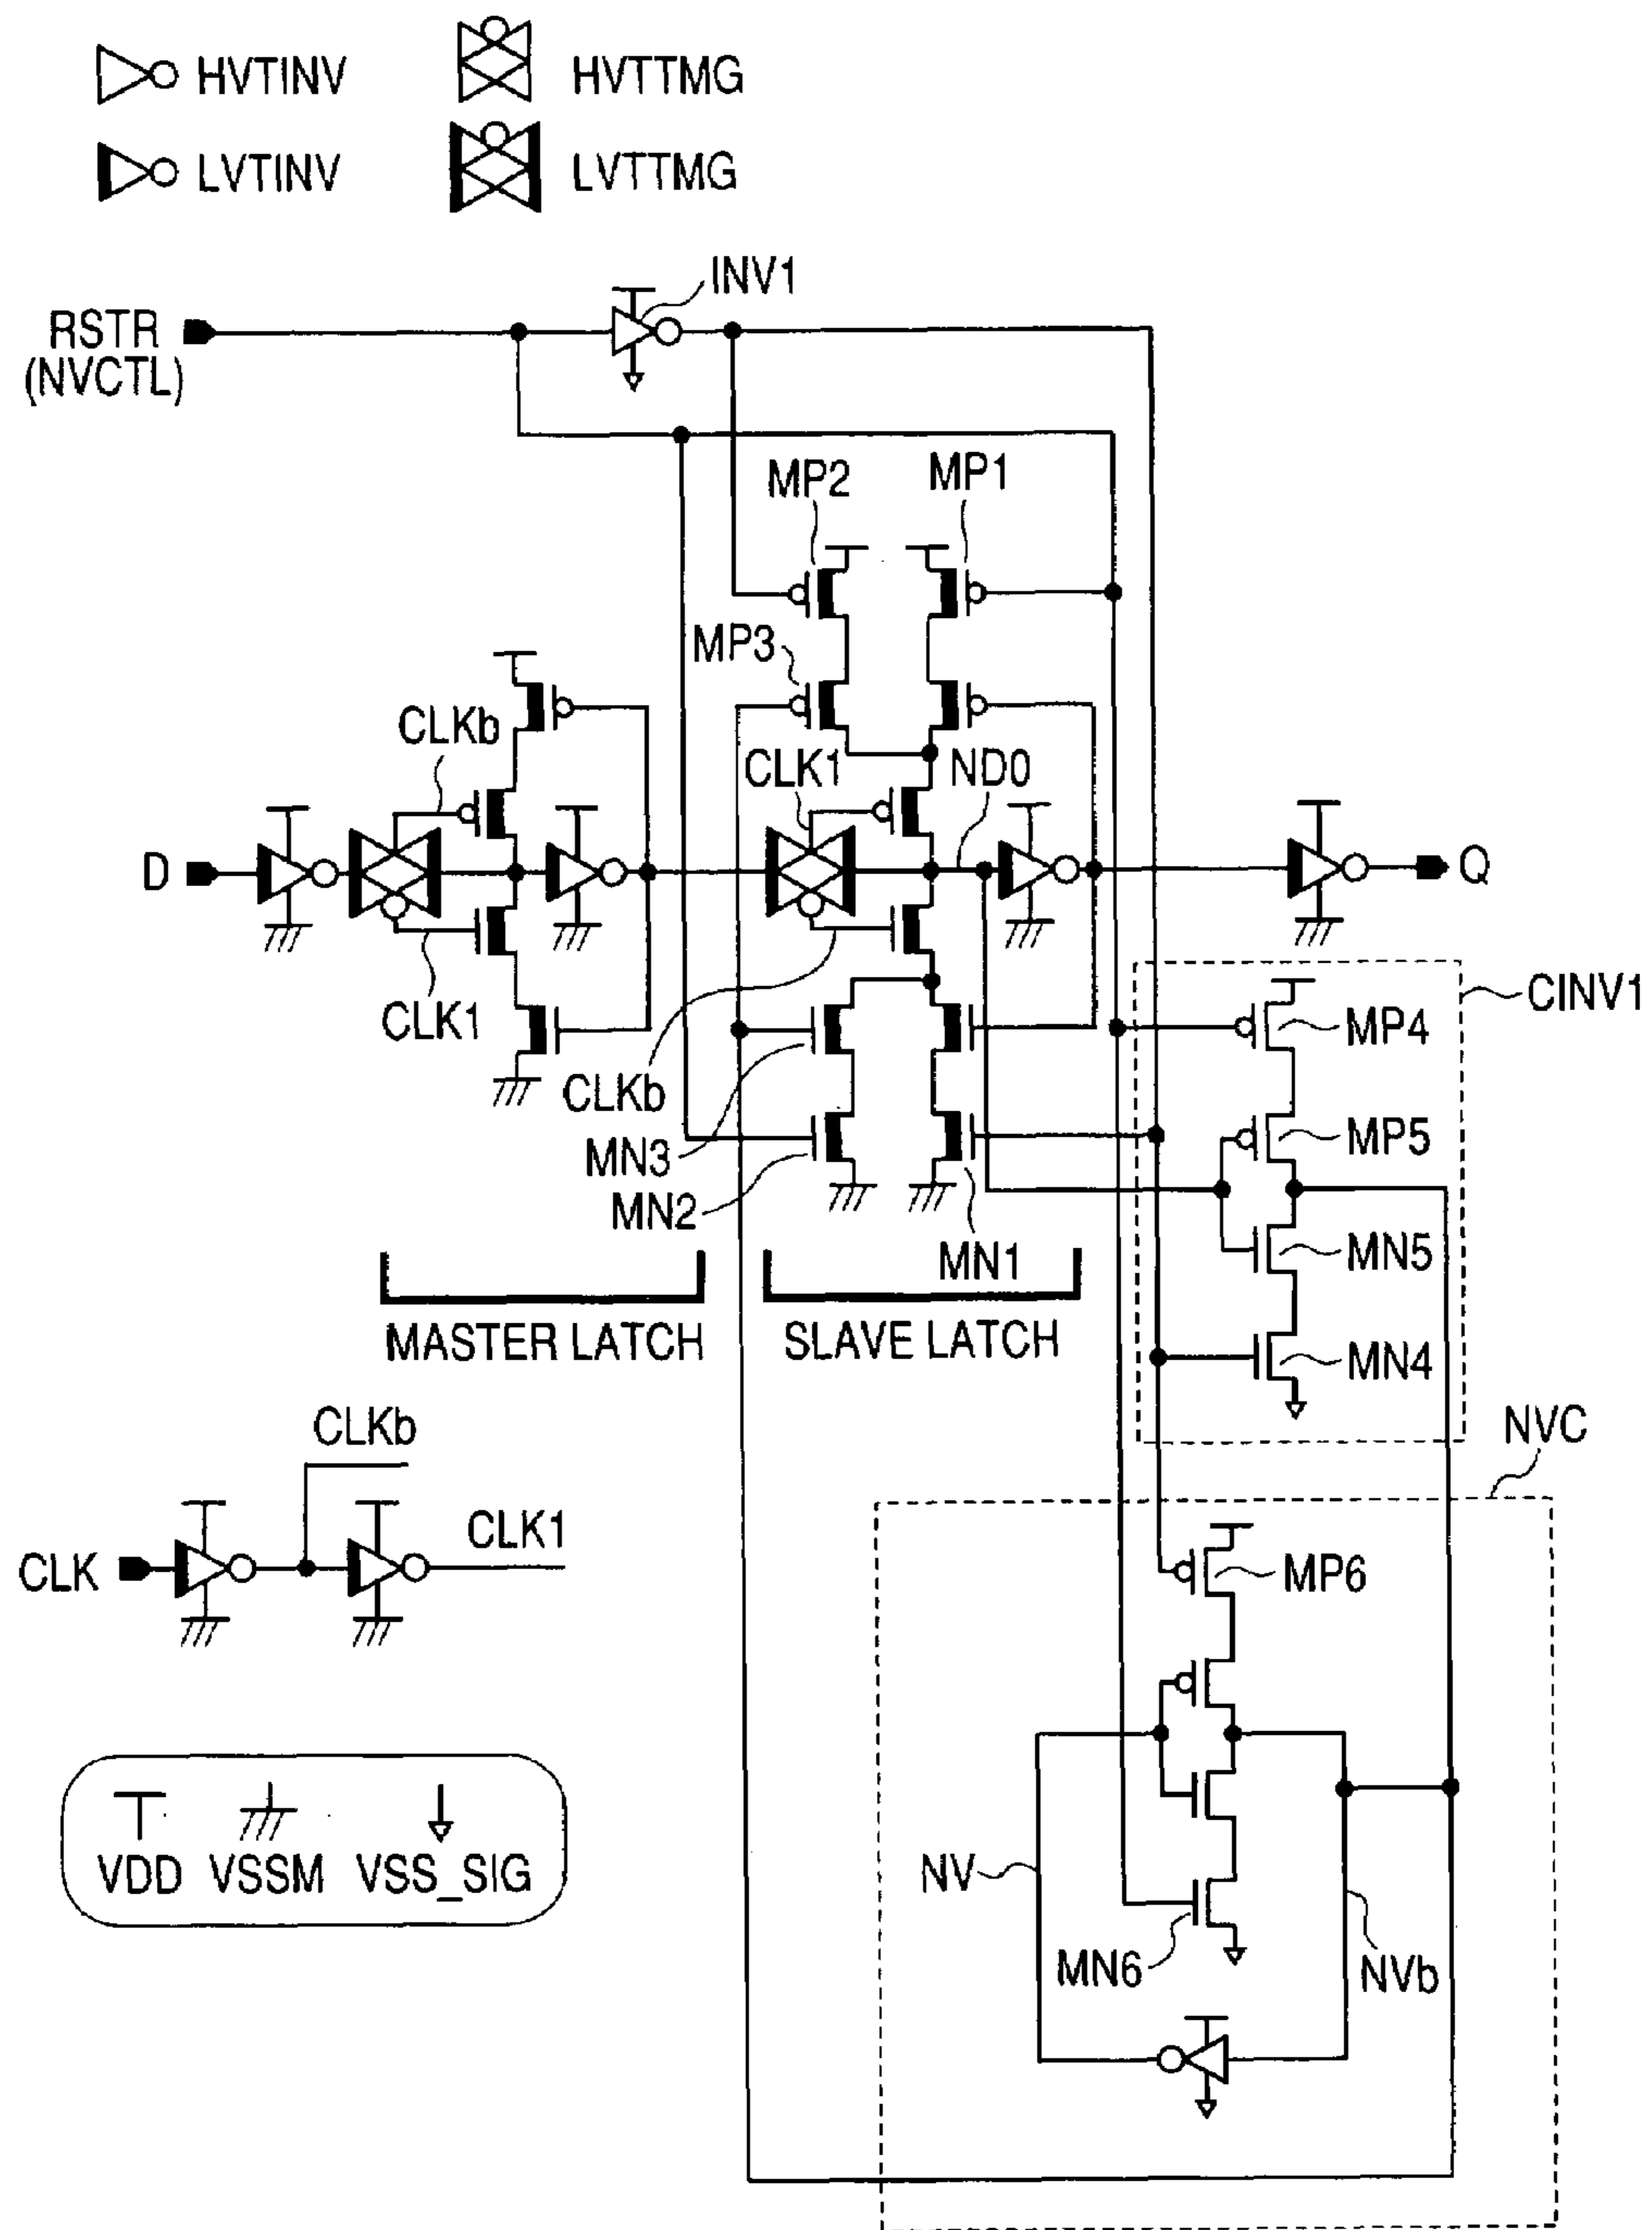 HVTINV
HVTTMG
LVTINV
LVTTMG
INV1
RSTR
(NVCTL)
MP2
MP1
MP3
CLKb
CLK1
ND0
D
Q
CLK1
CLKb
CINV1
MP4
MP5
MN3
MN2
MN1
MN5
MN4
MASTER LATCH
SLAVE LATCH
CLKb
NVC
CLK
CLK1
MP6
VDD
VSSM
VSS_SIG
NV
MN6
NVb